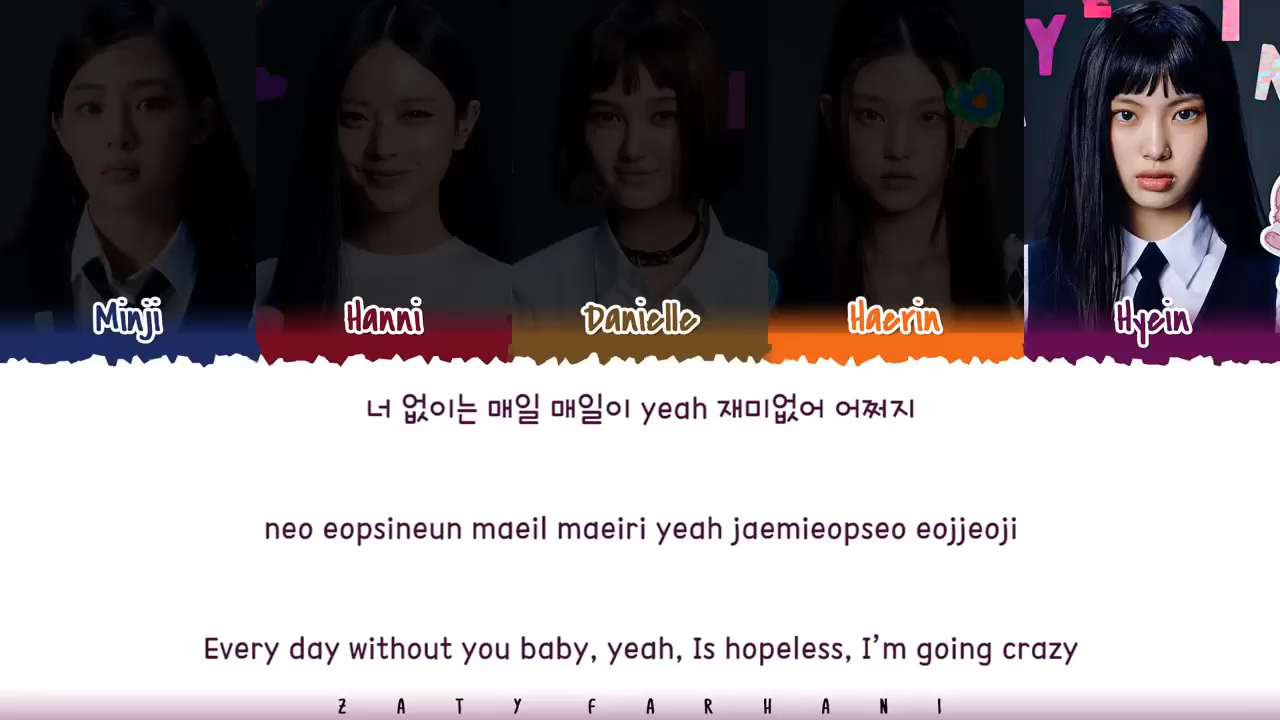 Minji Hanni Danielle Haerin Hyein
너 없이는 매일 매일이 yeah 재미없어 어쩌지
neo eopsineun maeil maeiri yeah jaemieopseo eojjeoji
Every day without you baby, yeah, Is hopeless, I'm going crazy
ZATY FARHANI